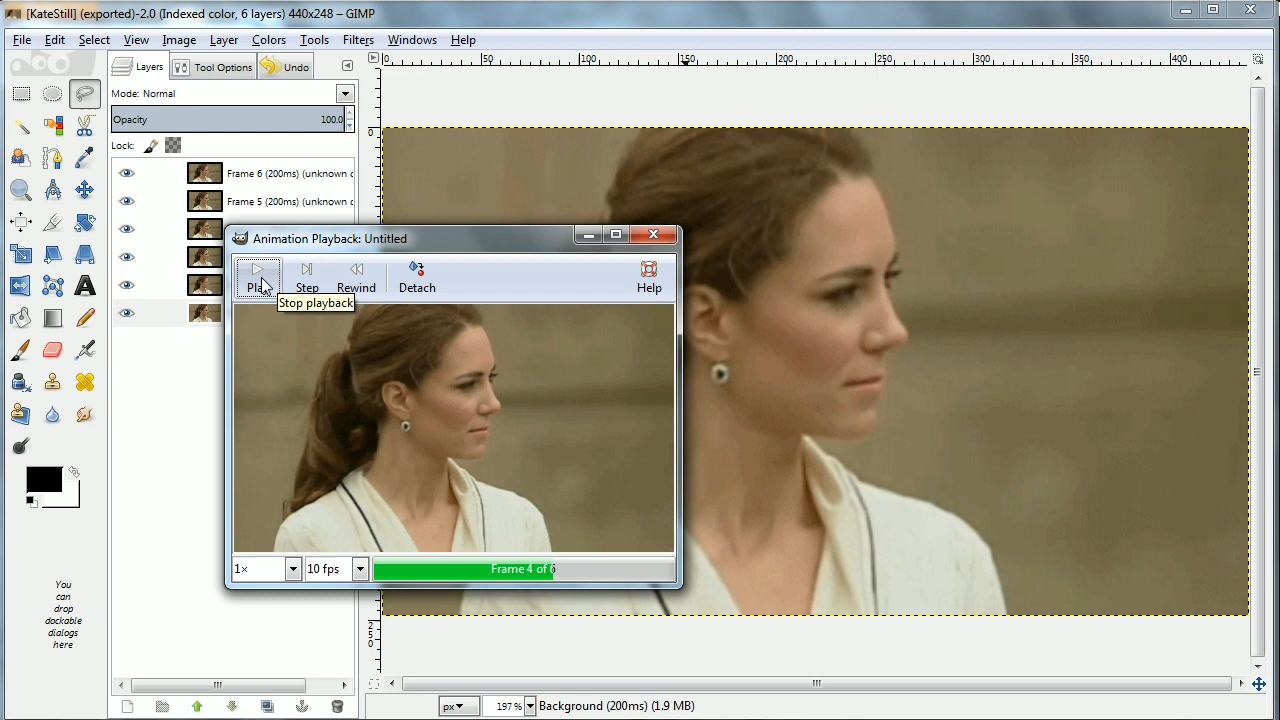 [KateStill] (exported)-2.0 (Indexed color, 6 layers) 440x248 – GIMP
File Edit Select View Image Layer Colors Tools Filters Windows Help
Layers Tool Options Undo
Mode: Normal
Opacity 100.0
Lock:
Frame 6 (200ms) (unknown c
Frame 5 (200ms) (unknown c
0 50 100 150 200 250 300 350 400
0
250
Animation Playback: Untitled
Play Step Rewind Detach Help
Stop playback
1× 10 fps Frame 4 of 6
You
can
drop
dockable
dialogs
here
px 197 % Background (200ms) (1.9 MB)